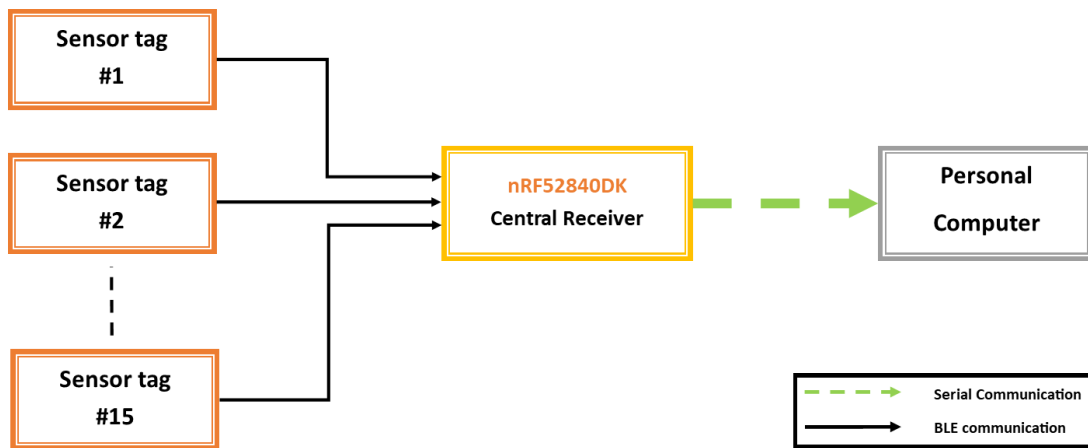 Sensor tag
#1
Sensor tag
#2
Sensor tag
#15
nRF52840DK
Central Receiver
Personal
Computer
Serial Communication
BLE communication